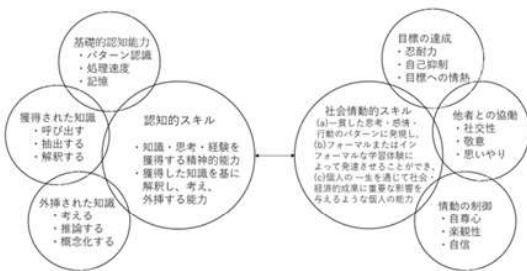 基礎的認知能力
・パターン認識
・処理速度
・記憶
獲得された知識
・呼び出す
・抽出する
・解釈する
外挿された知識
・考える
・推論する
・概念化する
認知的スキル
・知識・思考・経験を
獲得する精神的能力
・獲得した知識を基に
解釈し、考え、
外挿する能力
社会情動的スキル
(a)一貫した思考・感情・
行動のパターンに発現し、
(b)フォーマルまたはイン
フォーマルな学習体験に
よって発達させることができ、
(c)個人の一生を通じて社会・
経済的成果に重要な影響を
与えるような個人の能力
目標の達成
・忍耐力
・自己抑制
・目標への情熱
他者との協働
・社交性
・敬意
・思いやり
情動の制御
・自尊心
・楽観性
・自信